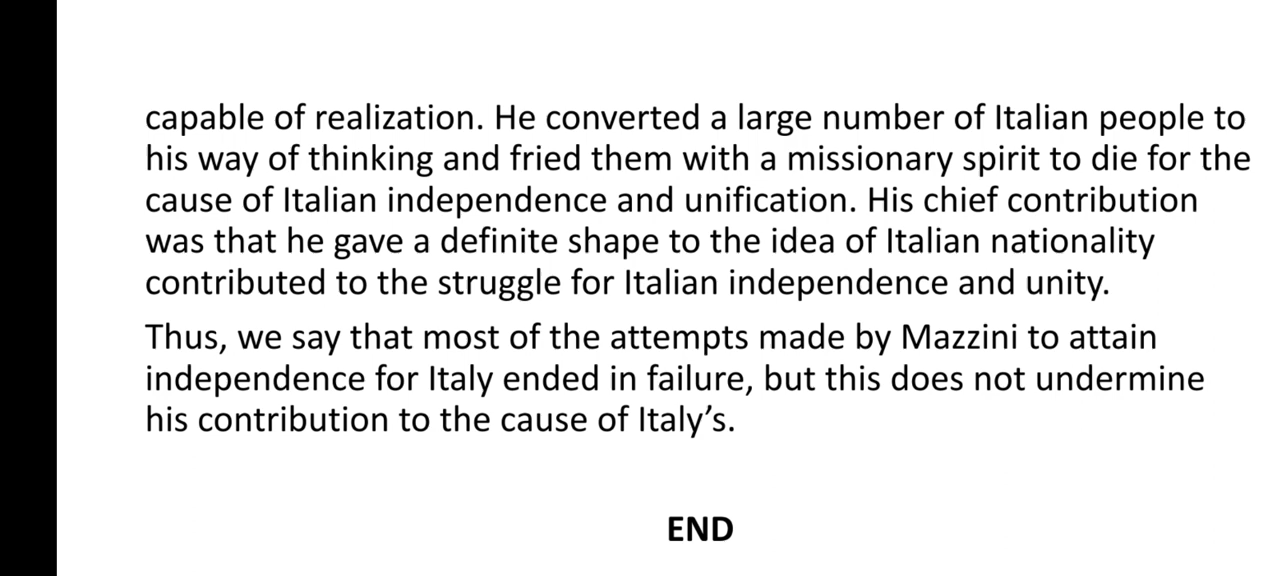 capable of realization. He converted a large number of Italian people to
his way of thinking and fried them with a missionary spirit to die for the
cause of Italian independence and unification. His chief contribution
was that he gave a definite shape to the idea of Italian nationality
contributed to the struggle for Italian independence and unity.
Thus, we say that most of the attempts made by Mazzini to attain
independence for Italy ended in failure, but this does not undermine
his contribution to the cause of Italy’s.
END